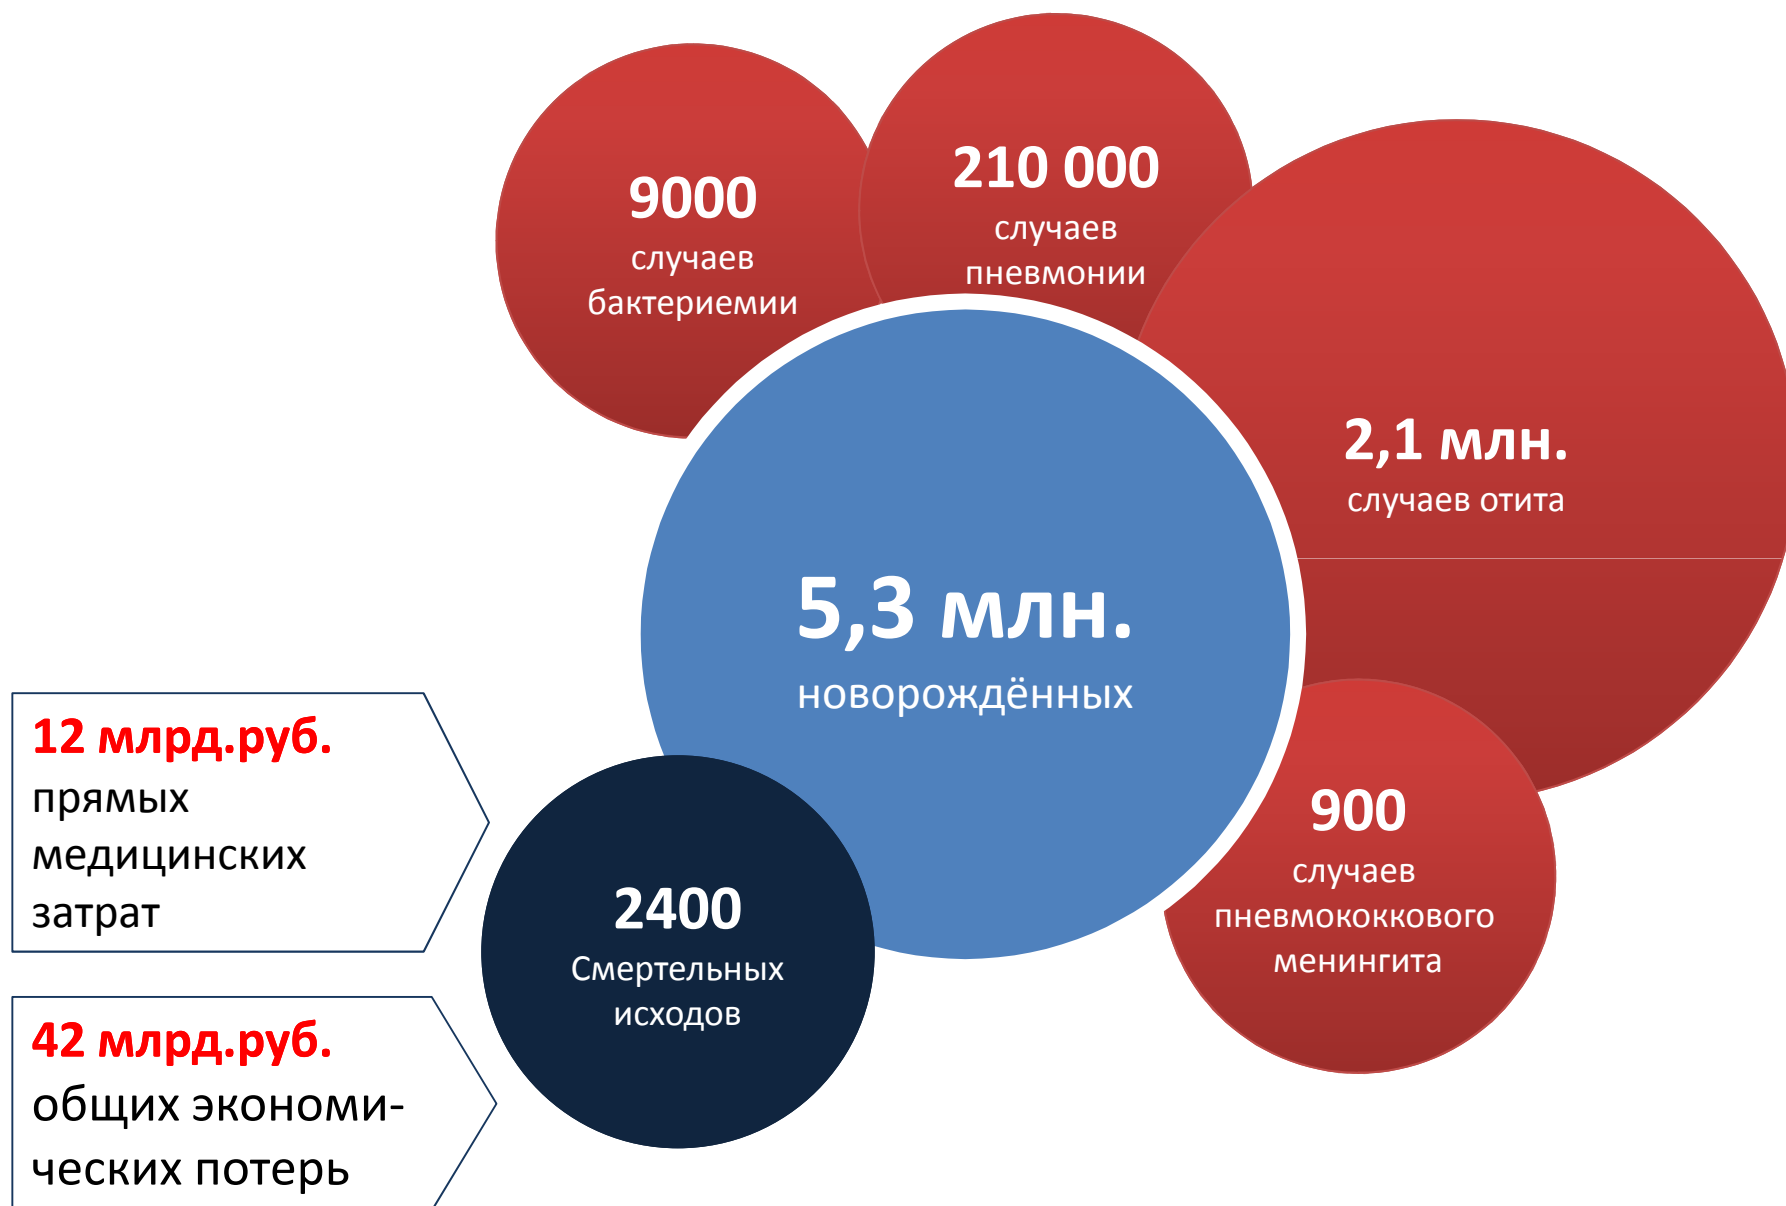 9000
случаев
бактериемии
210 000
случаев
пневмонии
2,1 млн.
случаев отита
5,3 млн.
новорождённых
900
случаев
пневмококкового
менингита
2400
Смертельных
исходов
12 млрд.руб.
прямых
медицинских
затрат
42 млрд.руб.
общих экономи-
ческих потерь